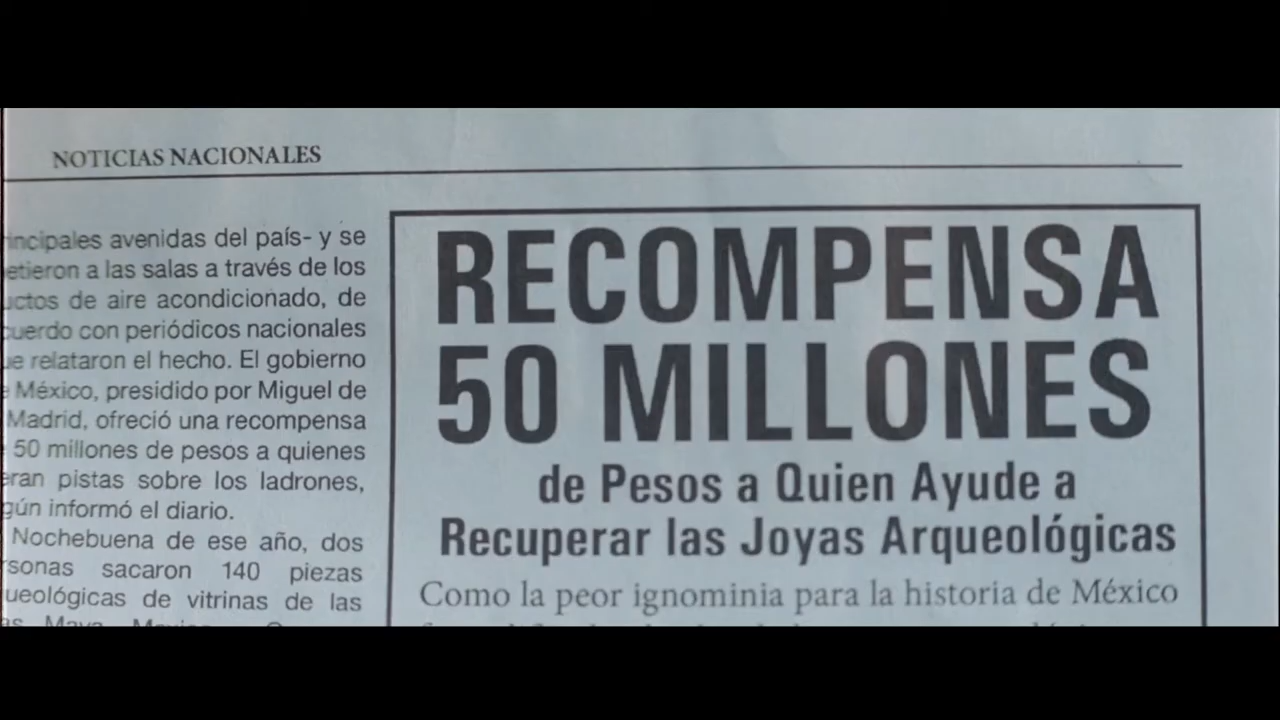 NOTICIAS NACIONALES
avenidas del país- y se
a las salas a través de los
de aire acondicionado, de
con periódicos nacionales
relataron el hecho. El gobierno
México, presidido por Miguel de
Madrid, ofreció una recompensa
50 millones de pesos a quienes
pistas sobre los ladrones,
informó el diario.
Nochebuena de ese año, dos
sacaron 140 piezas
de vitrinas de las
RECOMPENSA
50 MILLONES
de Pesos a Quien Ayude a
Recuperar las Joyas Arqueológicas
Como la peor ignominia para la historia de México